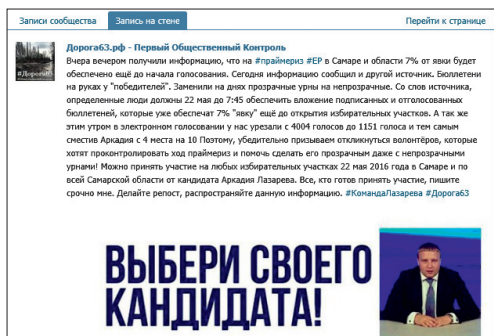 Записи сообщества
Запись на стене
Перейти к странице
Дорога63.рф - Первый Общественный Контроль
Вчера вечером получили информацию, что на #праймериз #ЕР в Самаре и области 7% от явки будет
обеспечено ещё до начала голосования. Сегодня информацию сообщил и другой источник. Бюллетени
на руках у "победителей". Заменили на днях прозрачные урны на непрозрачные. Со слов источника,
определенные люди должны 22 мая до 7:45 обеспечить вложение подписанных и отголосованных
бюллетеней, которые уже обеспечат 7% "явку" ещё до открытия избирательных участков. А так же
этим утром в электронном голосовании у нас урезали с 4004 голосов до 1151 голоса и тем самым
сместив Аркадия с 4 места на 10 Поэтому, убедительно призываем откликнуться волонтёров, которые
хотят проконтролировать ход праймериз и помочь сделать его прозрачным даже с непрозрачными
урнами! Можно принять участие на любых избирательных участках 22 мая 2016 года в Самаре и по
всей Самарской области от кандидата Аркадия Лазарева. Все, кто готов принять участие, пишите
срочно мне. Делайте репост, распространяйте данную информацию. #КомандаЛазарева #Дорога63
#Дорога63
ВЫБЕРИ СВОЕГО
КАНДИДАТА!